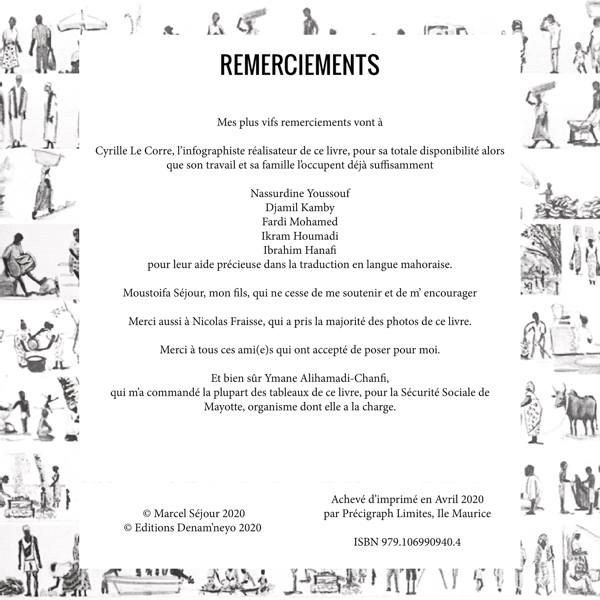 REMERCIEMENTS
Mes plus vifs remerciements vont à
Cyrille Le Corre, l'infographiste réalisateur de ce livre, pour sa totale disponibilité alors
que son travail et sa famille l'occupent déjà suffisamment
Nassurdine Youssouf
Djamil Kamby
Fardi Mohamed
Ikram Houmadi
Ibrahim Hanafi
pour leur aide précieuse dans la traduction en langue mahoraise.
Moustoifa Séjour, mon fils, qui ne cesse de me soutenir et de m' encourager
Merci aussi à Nicolas Fraisse, qui a pris la majorité des photos de ce livre.
Merci à tous ces ami(e)s qui ont accepté de poser pour moi.
Et bien sûr Ymane Alihamadi-Chanfi,
qui m'a commandé la plupart des tableaux de ce livre, pour la Sécurité Sociale de
Mayotte, organisme dont elle a la charge.
© Marcel Séjour 2020
© Editions Denam'neyo 2020
Achevé d'imprimé en Avril 2020
par Précigraph Limites, Ile Maurice
ISBN 979.106990940.4